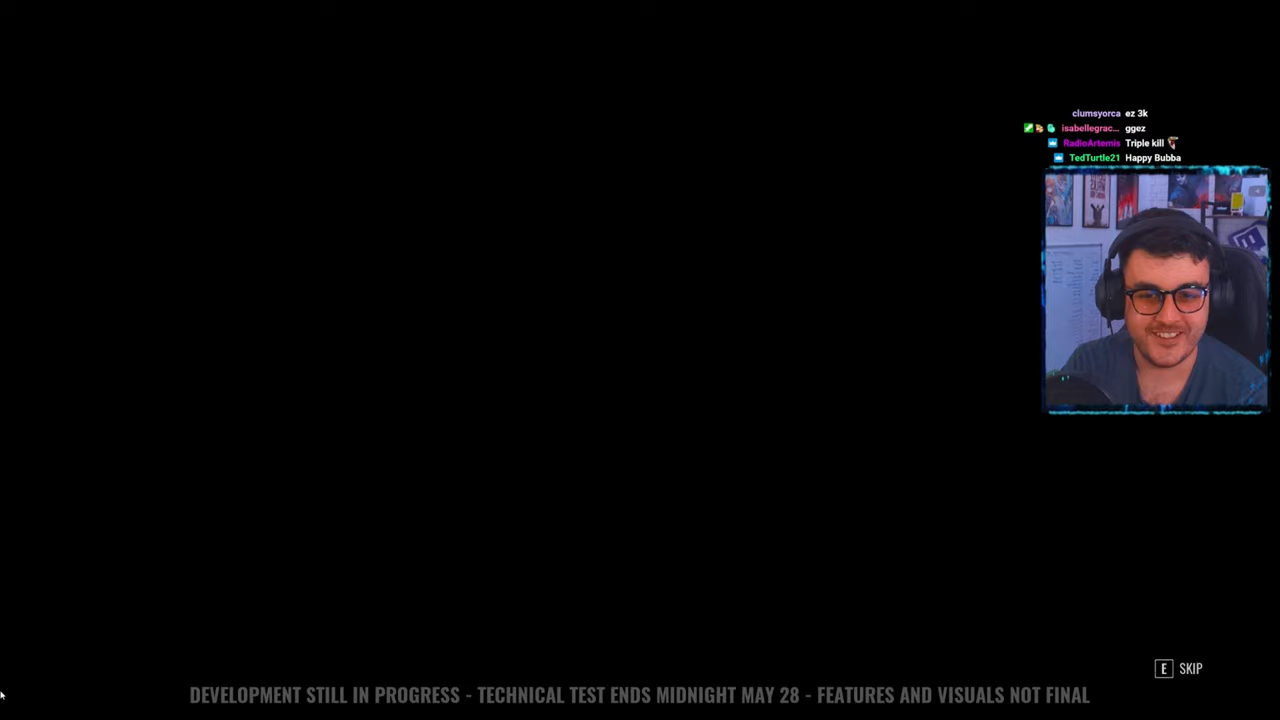 clumsyorca ez 3k
isabellegrac... ggez
RadioArtemis Triple kill
TedTurtle21 Happy Bubba
E SKIP
DEVELOPMENT STILL IN PROGRESS - TECHNICAL TEST ENDS MIDNIGHT MAY 28 - FEATURES AND VISUALS NOT FINAL